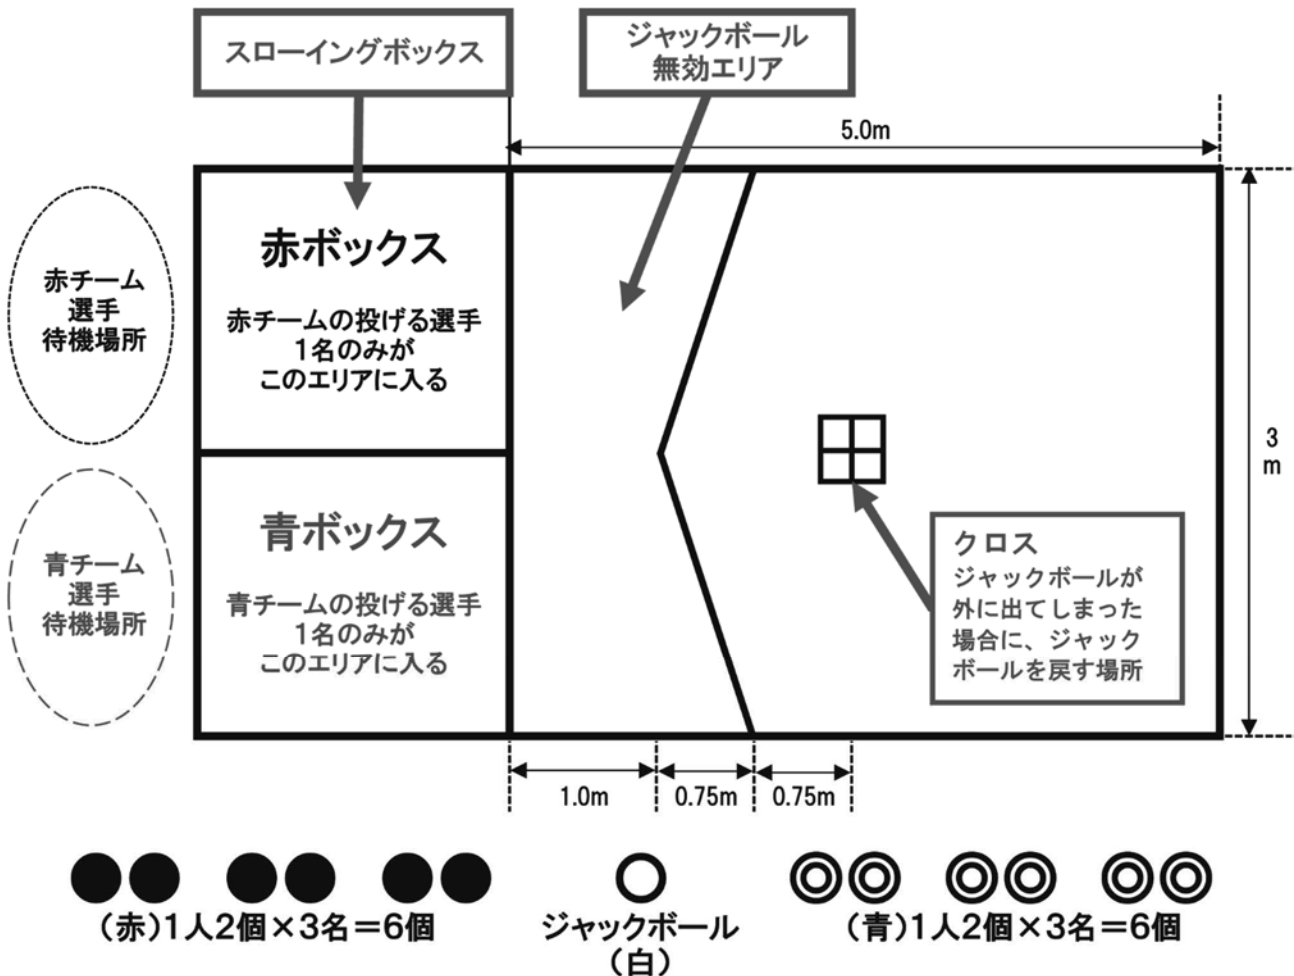 スローイングボックス
ジャックボール
無効エリア
5.0m
赤チーム
選手
待機場所
赤ボックス
赤チームの投げる選手
1名のみが
このエリアに入る
3
m
青チーム
選手
待機場所
青ボックス
青チームの投げる選手
1名のみが
このエリアに入る
クロス
ジャックボールが
外に出てしまった
場合に、ジャック
ボールを戻す場所
1.0m
0.75m
0.75m
（赤）1人2個×3名＝6個
ジャックボール
（白）
（青）1人2個×3名＝6個